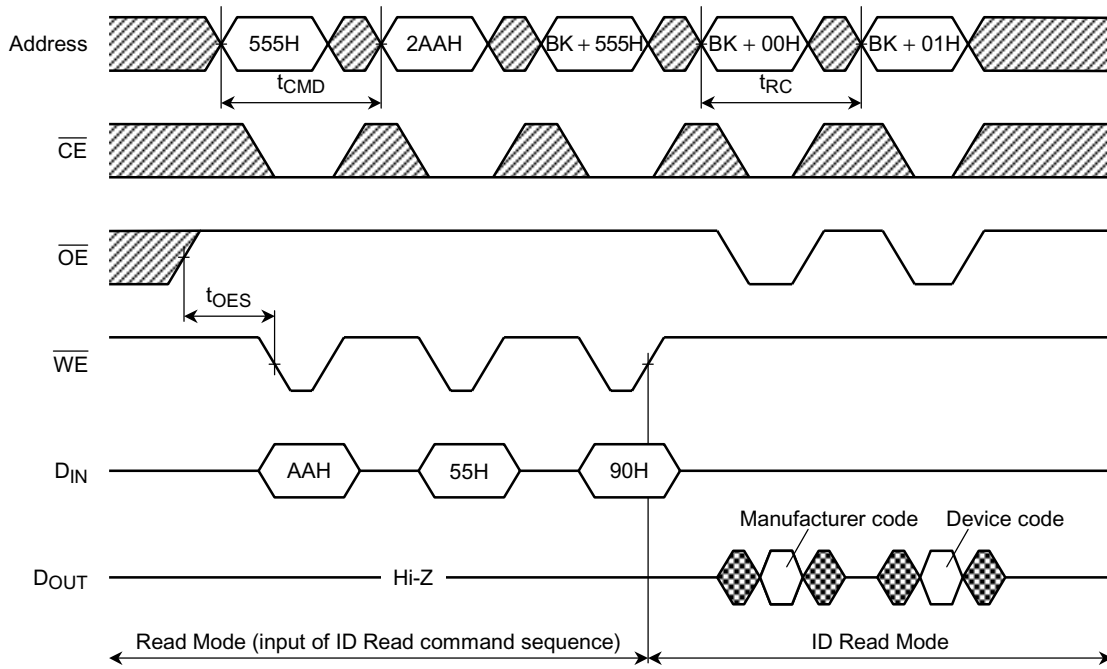 Address 555H 2AAH BK + 555H BK + 00H BK + 01H
tCMD tRC
CE
OE
tOES
WE
DIN AAH 55H 90H
Manufacturer code Device code
DOUT Hi-Z
Read Mode (input of ID Read command sequence) ID Read Mode